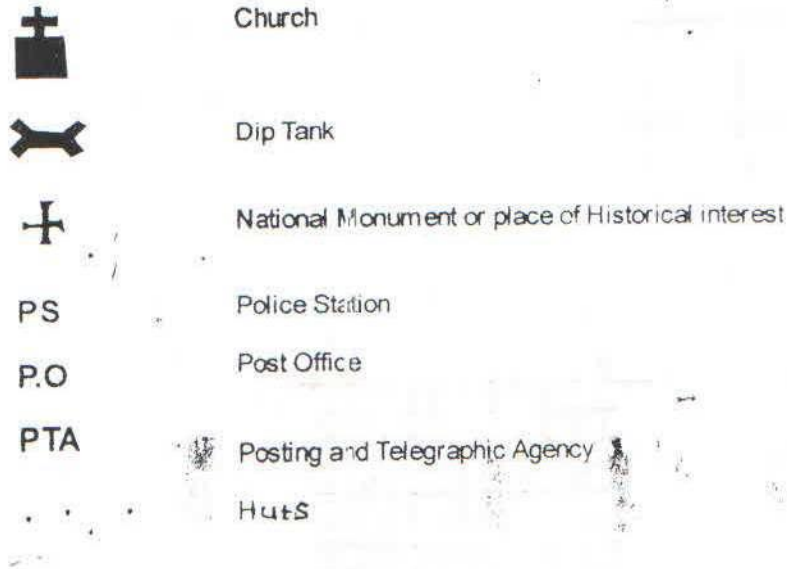 Church
Dip Tank
National Monument or place of Historical interest
PS Police Station
P.O Post Office
PTA Posting and Telegraphic Agency
Huts